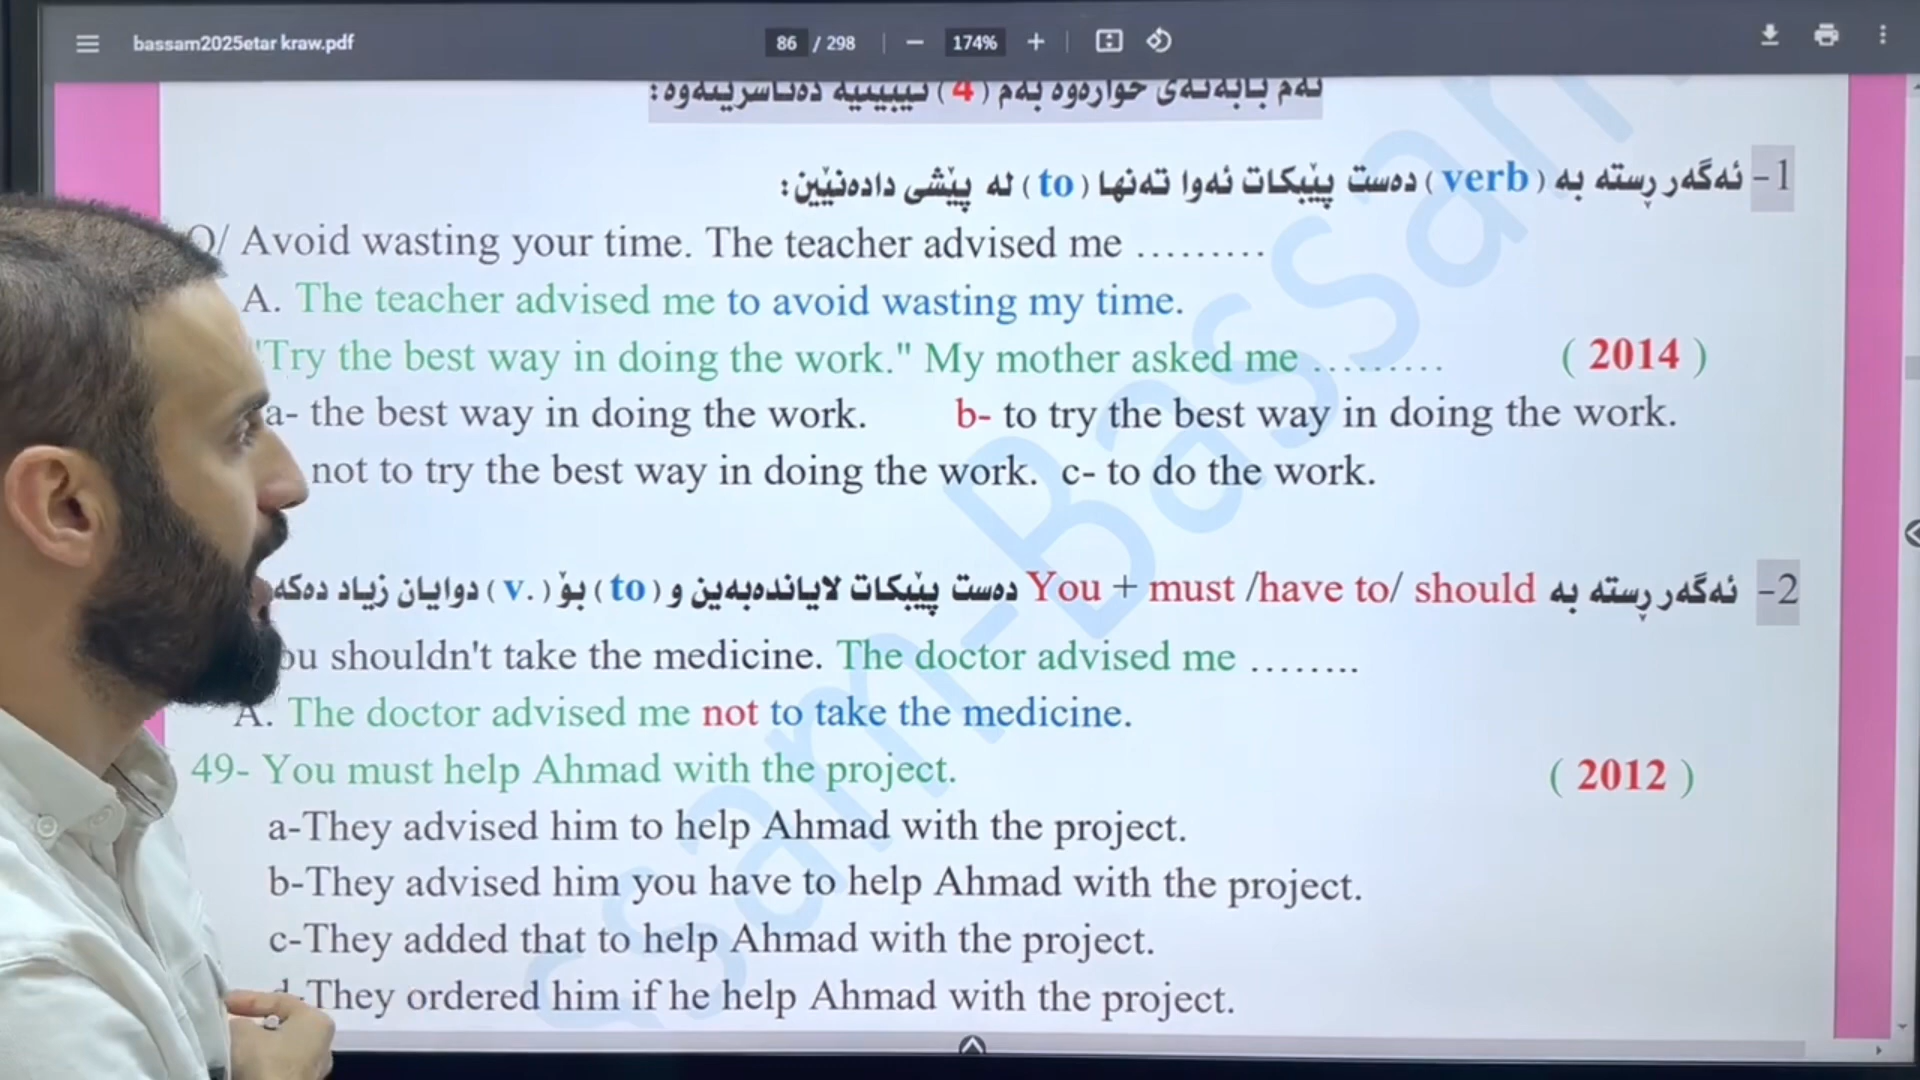 bassam2025etar kraw.pdf
86 / 298
174%
ئەم بابەتەی خوارەوە بەم ( 4 ) تێبینیە دەناسرێنەوە :
1- ئەگەر ڕستە بە ( verb ) دەست پێبکات ئەوا تەنها ( to ) لە پێشی دادەنێین :
Q/ Avoid wasting your time. The teacher advised me .........
A. The teacher advised me to avoid wasting my time.
"Try the best way in doing the work." My mother asked me ......... ( 2014 )
a- the best way in doing the work. b- to try the best way in doing the work.
not to try the best way in doing the work. c- to do the work.
2- ئەگەر ڕستە بە You + must /have to/ should دەست پێبکات لایاندەبەین و ( to ) بۆ ( v. ) دوایان زیاد
ou shouldn't take the medicine. The doctor advised me ........
A. The doctor advised me not to take the medicine.
49- You must help Ahmad with the project. ( 2012 )
a-They advised him to help Ahmad with the project.
b-They advised him you have to help Ahmad with the project.
c-They added that to help Ahmad with the project.
d-They ordered him if he help Ahmad with the project.